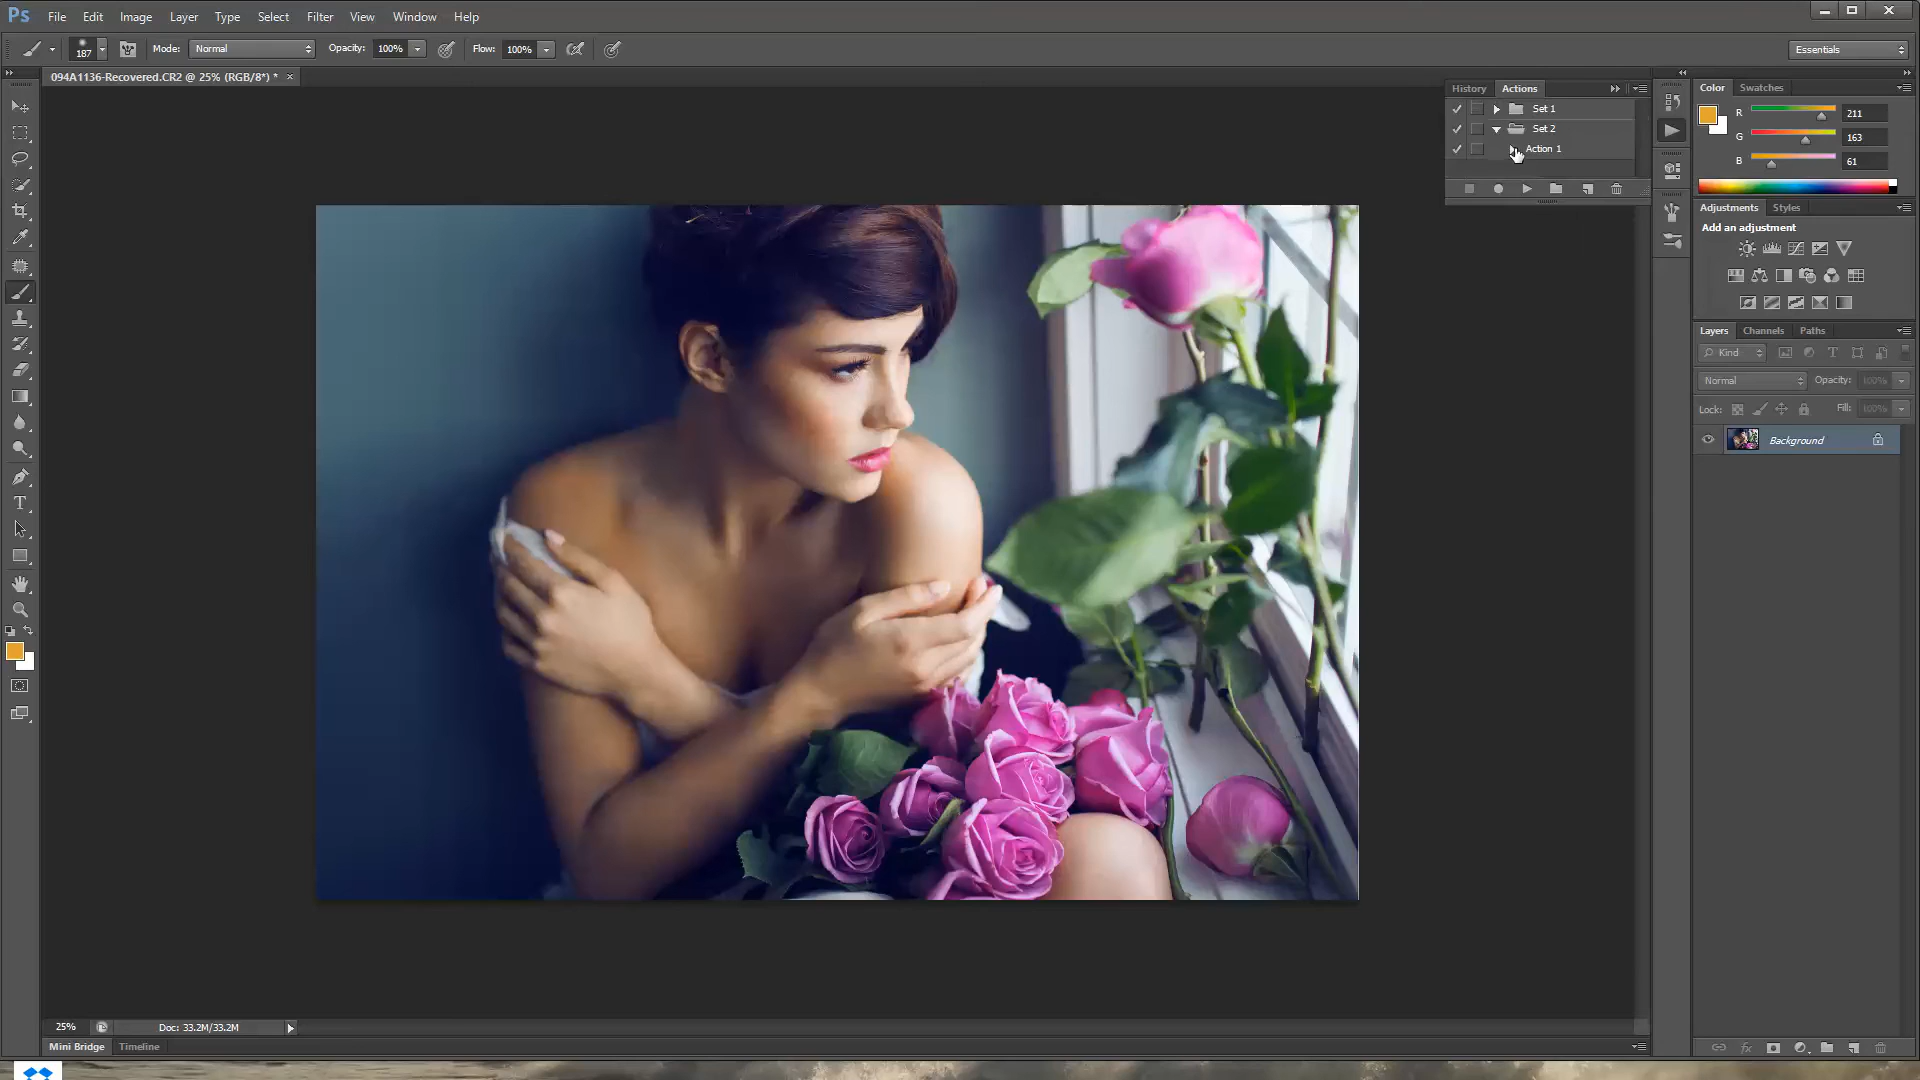 Ps File Edit Image Layer Type Select Filter View Window Help
187 Mode: Normal Opacity: 100% Flow: 100% Essentials
094A1136-Recovered.CR2 @ 25% (RGB/8*) * ×
History Actions
Set 1
Set 2
Action 1
Color Swatches
R 211
G 163
B 61
Adjustments Styles
Add an adjustment
Layers Channels Paths
Kind
Normal Opacity: 100%
Lock: Fill: 100%
Background
25% Doc: 33.2M/33.2M
Mini Bridge Timeline